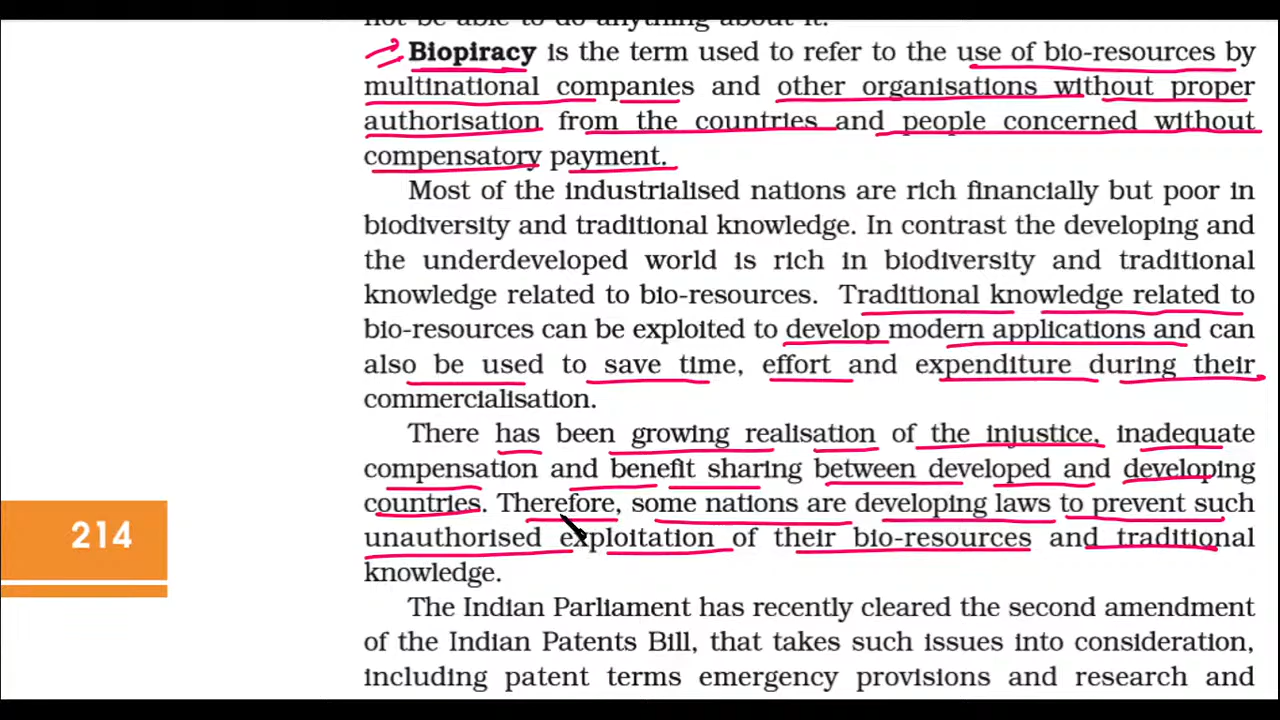 not be able to do anything about it.
Biopiracy is the term used to refer to the use of bio-resources by
multinational companies and other organisations without proper
authorisation from the countries and people concerned without
compensatory payment.
Most of the industrialised nations are rich financially but poor in
biodiversity and traditional knowledge. In contrast the developing and
the underdeveloped world is rich in biodiversity and traditional
knowledge related to bio-resources. Traditional knowledge related to
bio-resources can be exploited to develop modern applications and can
also be used to save time, effort and expenditure during their
commercialisation.
There has been growing realisation of the injustice, inadequate
compensation and benefit sharing between developed and developing
countries. Therefore, some nations are developing laws to prevent such
unauthorised exploitation of their bio-resources and traditional
knowledge.
214
The Indian Parliament has recently cleared the second amendment
of the Indian Patents Bill, that takes such issues into consideration,
including patent terms emergency provisions and research and